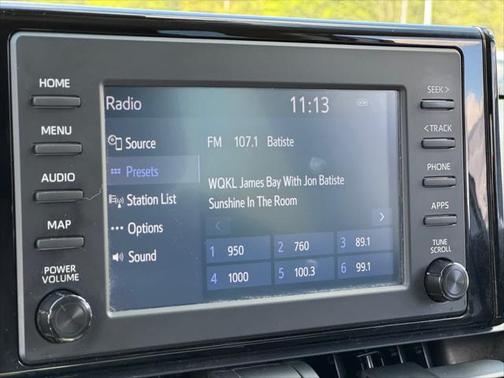 HOME
MENU
AUDIO
MAP
POWER
VOLUME
Radio 11:13
Source
Presets
Station List
Options
Sound
FM 107.1 Batiste
WQKL James Bay With Jon Batiste
Sunshine In The Room
1 950 2 760 3 89.1
4 1000 5 100.3 6 99.1
SEEK >
< TRACK
PHONE
APPS
TUNE
SCROLL